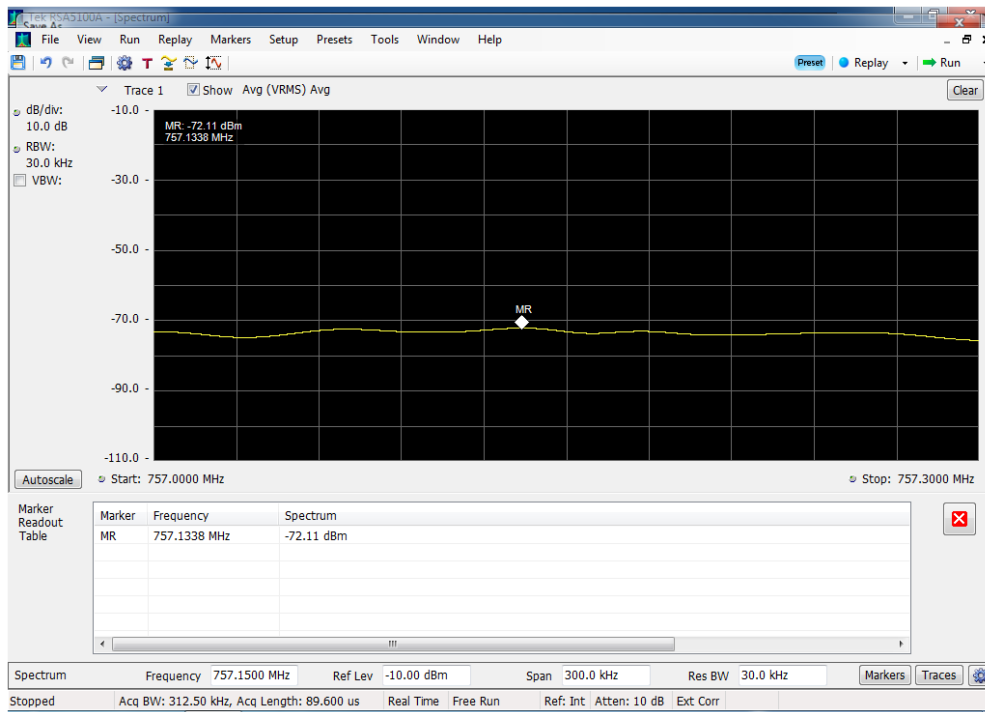 Tek RSA5100A - [Spectrum]
Save As
File View Run Replay Markers Setup Presets Tools Window Help
T Preset Replay Run
Trace 1 Show Avg (VRMS) Avg Clear
dB/div:
10.0 dB
RBW:
30.0 kHz
VBW:
-10.0
MR: -72.11 dBm
757.1338 MHz
-30.0
-50.0
MR
-70.0
-90.0
-110.0
Autoscale Start: 757.0000 MHz Stop: 757.3000 MHz
Marker
Readout
Table
Marker Frequency Spectrum
MR 757.1338 MHz -72.11 dBm
Spectrum Frequency 757.1500 MHz Ref Lev -10.00 dBm Span 300.0 kHz Res BW 30.0 kHz Markers Traces
Stopped Acq BW: 312.50 kHz, Acq Length: 89.600 us Real Time Free Run Ref: Int Atten: 10 dB Ext Corr